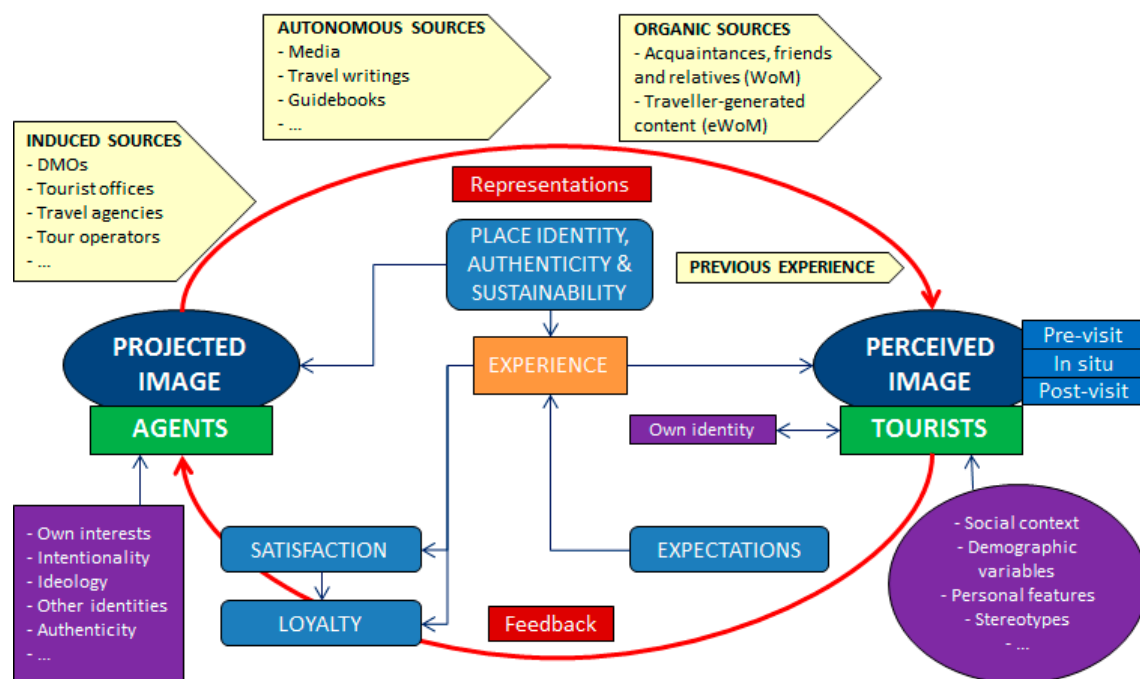 AUTONOMOUS SOURCES
- Media
- Travel writings
- Guidebooks
- ...
ORGANIC SOURCES
- Acquaintances, friends
and relatives (WoM)
- Traveller-generated
content (eWoM)
INDUCED SOURCES
- DMOs
- Tourist offices
- Travel agencies
- Tour operators
- ...
Representations
PLACE IDENTITY,
AUTHENTICITY &
SUSTAINABILITY
PREVIOUS EXPERIENCE
PROJECTED
IMAGE
EXPERIENCE
PERCEIVED
IMAGE
Pre-visit
In situ
Post-visit
AGENTS
Own identity
TOURISTS
- Own interests
- Intentionality
- Ideology
- Other identities
- Authenticity
- ...
SATISFACTION
EXPECTATIONS
- Social context
- Demographic
variables
- Personal features
- Stereotypes
- ...
LOYALTY
Feedback